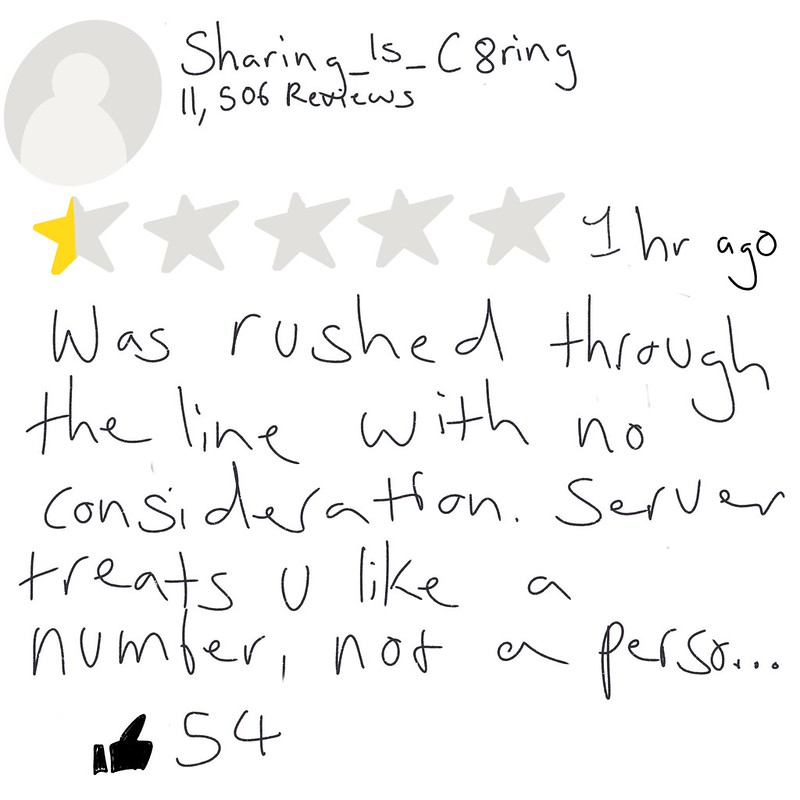 Sharing_Is_C8ring
11,506 Reviews
1 hr ago
Was rushed through
the line with no
consideration. Server
treats u like a
number, not a perso...
54